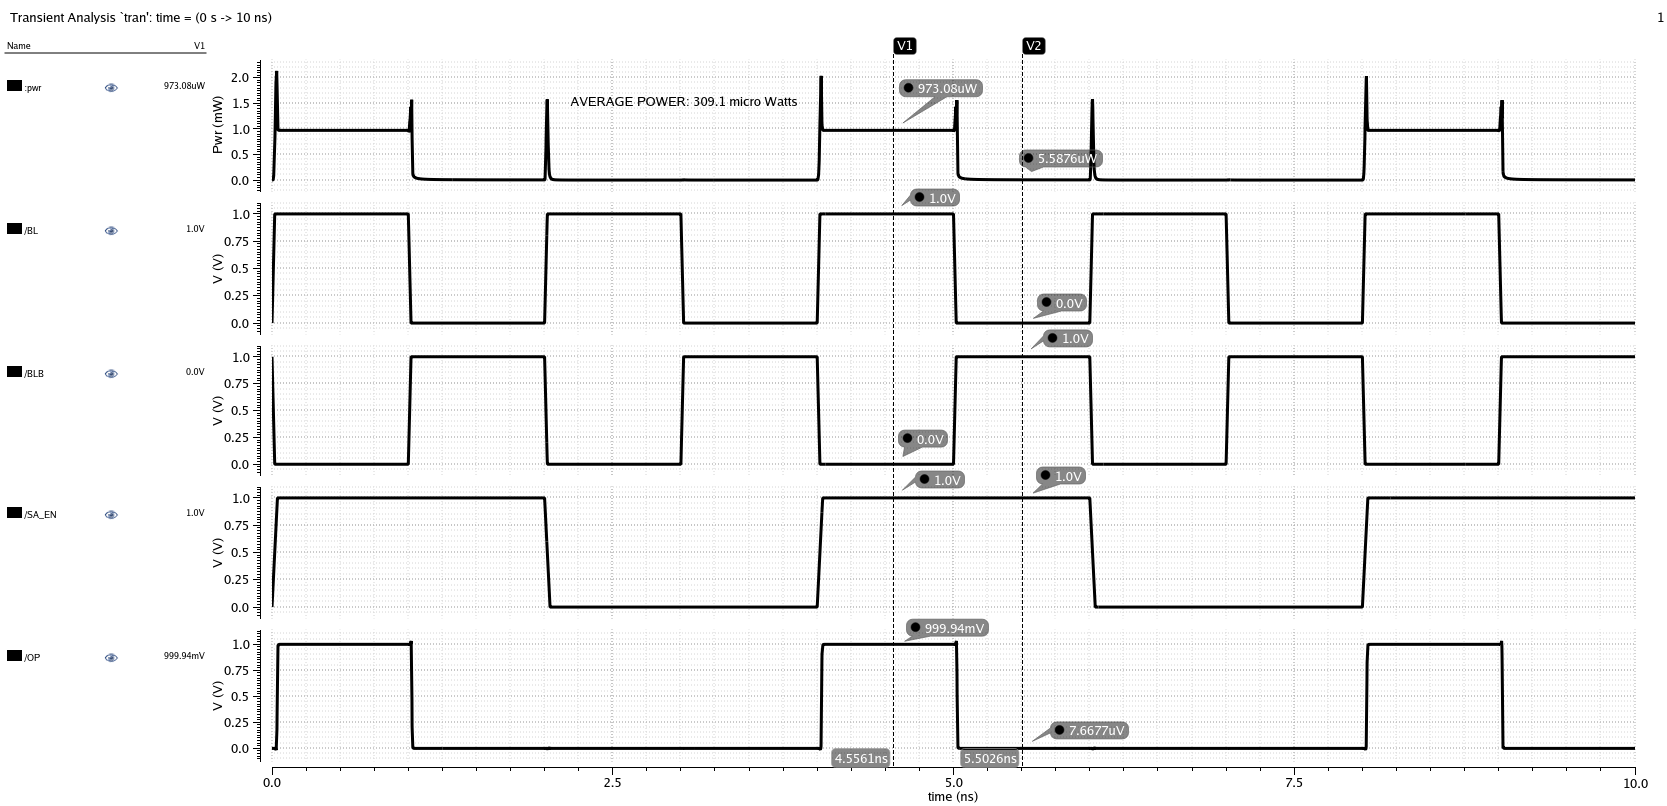 Transient Analysis `tran': time = (0 s -> 10 ns)
1
Name V1
V1 V2
:pwr 973.08uW
Pwr (mW)
2.0
1.5
1.0
0.5
0.0
AVERAGE POWER: 309.1 micro Watts
973.08uW
5.5876uW
/BL 1.0V
V (V)
1.0
0.75
0.5
0.25
0.0
1.0V
0.0V
/BLB 0.0V
V (V)
1.0
0.75
0.5
0.25
0.0
1.0V
0.0V
/SA_EN 1.0V
V (V)
1.0
0.75
0.5
0.25
0.0
1.0V
1.0V
/OP 999.94mV
V (V)
1.0
0.75
0.5
0.25
0.0
999.94mV
7.6677uV
4.5561ns
5.5026ns
0.0 2.5 5.0 7.5 10.0
time (ns)